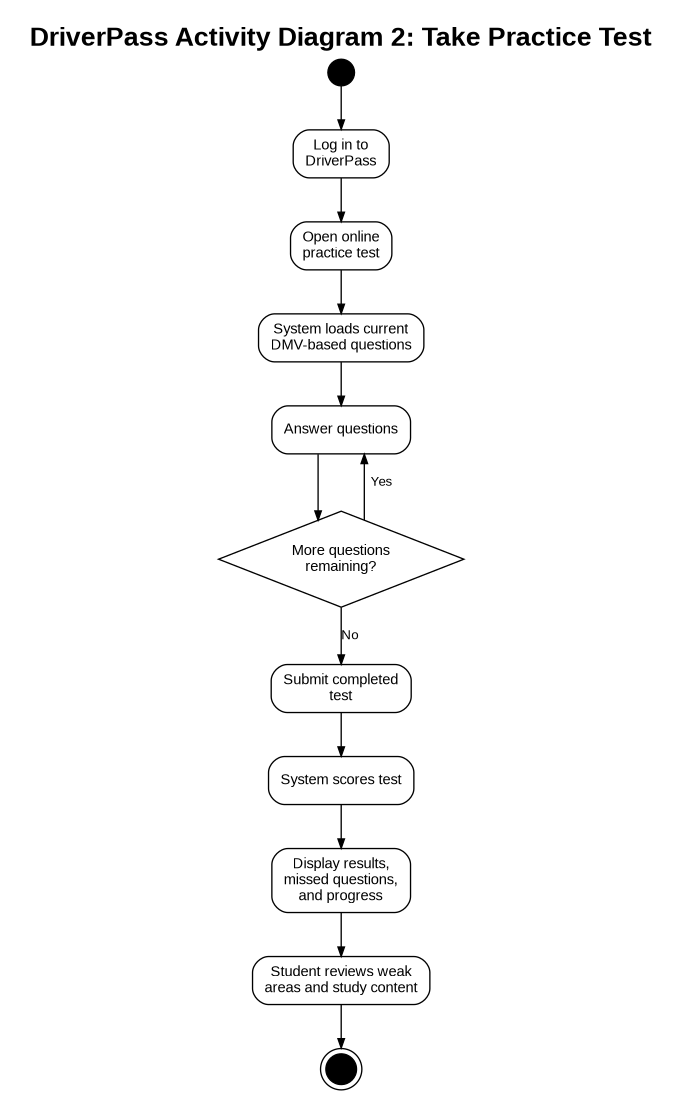 DriverPass Activity Diagram 2: Take Practice Test
Log in to
DriverPass
Open online
practice test
System loads current
DMV-based questions
Answer questions
Yes
More questions
remaining?
No
Submit completed
test
System scores test
Display results,
missed questions,
and progress
Student reviews weak
areas and study content